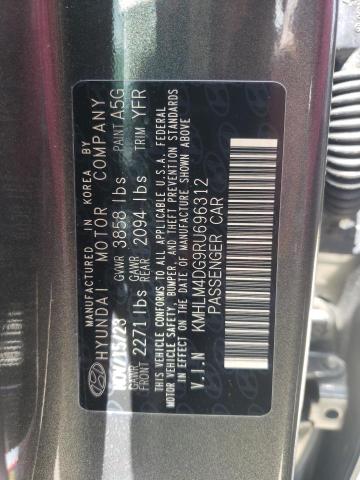 MANUFACTURED IN KOREA BY
HYUNDAI MOTOR COMPANY
NOV/15/23 GVWR 3858 lbs PAINT A5G
GAWR FRONT 2271 lbs GAWR REAR 2094 lbs TRIM YFR
THIS VEHICLE CONFORMS TO ALL APPLICABLE U.S.A. FEDERAL
MOTOR VEHICLE SAFETY, BUMPER, AND THEFT PREVENTION STANDARDS
IN EFFECT ON THE DATE OF MANUFACTURE SHOWN ABOVE.
V.I.N KMHLM4DG9RU696312
PASSENGER CAR